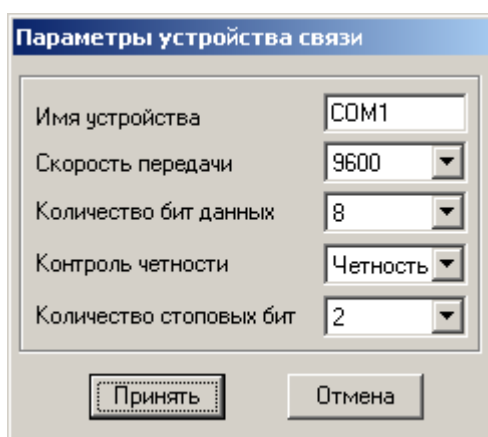 Параметры устройства связи
Имя устройства COM1
Скорость передачи 9600
Количество бит данных 8
Контроль четности Четность
Количество стоповых бит 2
Принять Отмена